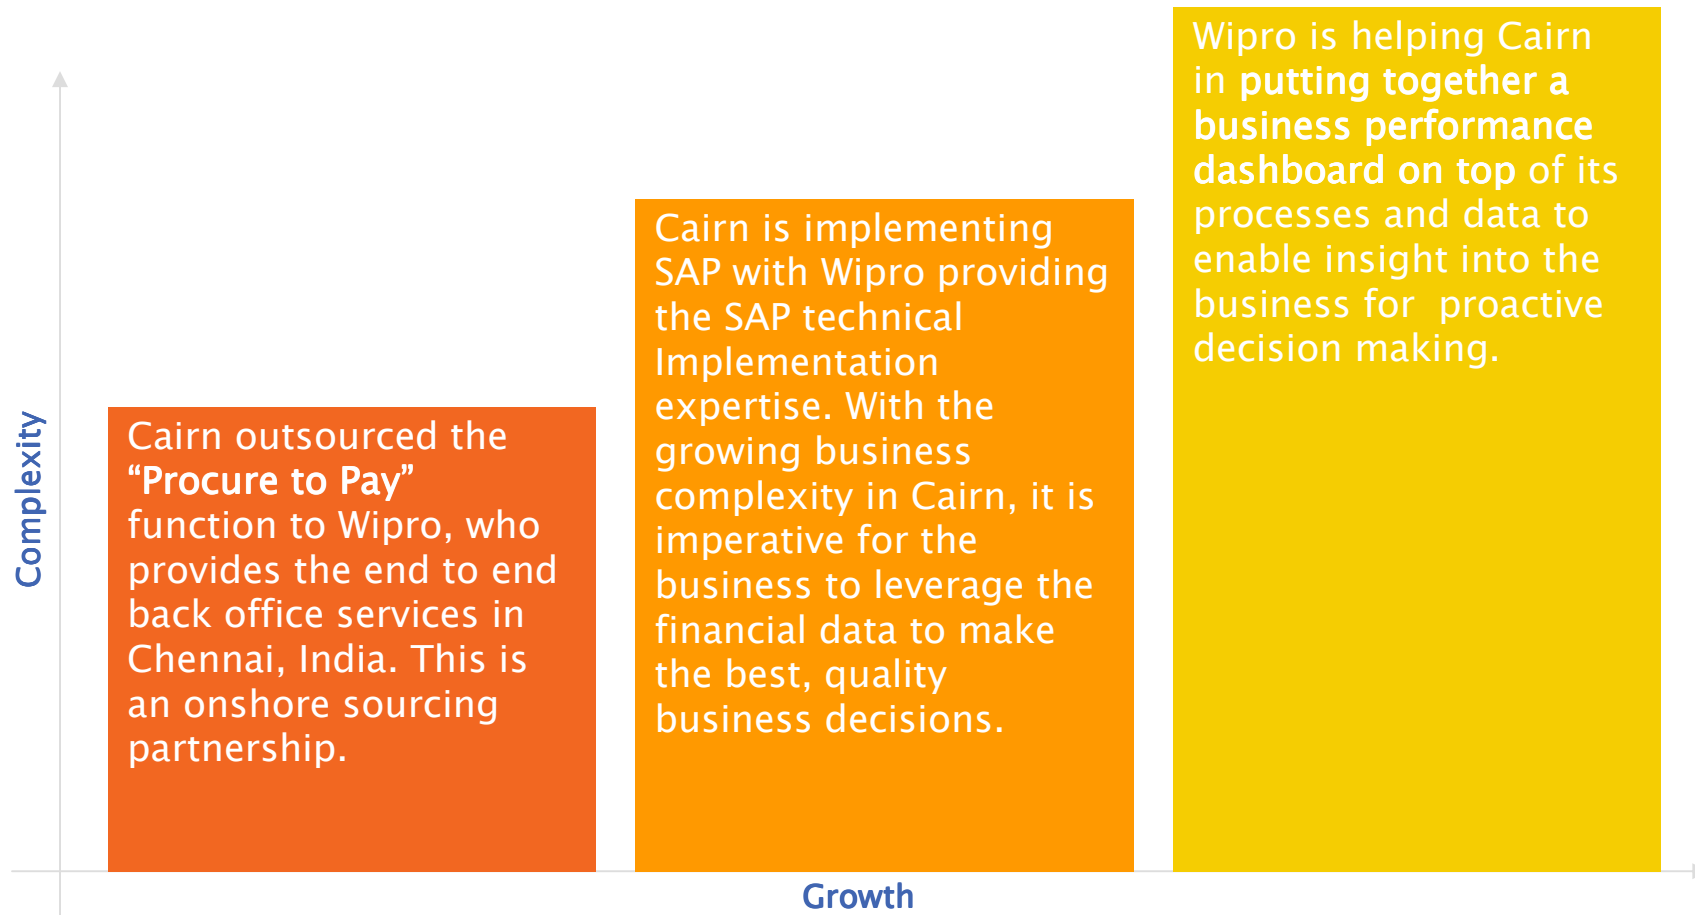 Complexity
Cairn outsourced the
“Procure to Pay”
function to Wipro, who
provides the end to end
back office services in
Chennai, India. This is
an onshore sourcing
partnership.
Cairn is implementing
SAP with Wipro providing
the SAP technical
Implementation
expertise. With the
growing business
complexity in Cairn, it is
imperative for the
business to leverage the
financial data to make
the best, quality
business decisions.
Wipro is helping Cairn
in putting together a
business performance
dashboard on top of its
processes and data to
enable insight into the
business for  proactive
decision making.
Growth